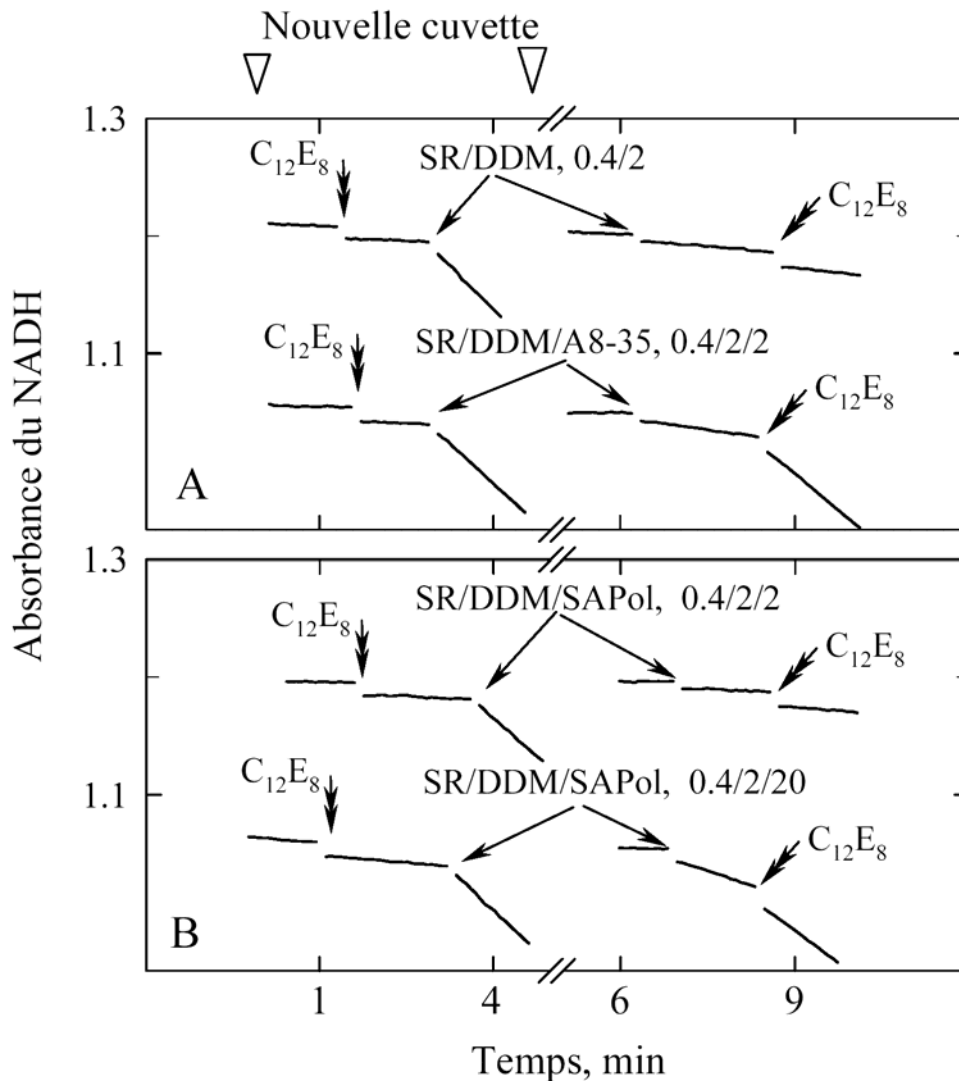 Nouvelle cuvette
Absorbance du NADH
1.3
C₁₂E₈
SR/DDM, 0.4/2
C₁₂E₈
1.1
C₁₂E₈
SR/DDM/A8-35, 0.4/2/2
C₁₂E₈
A
1.3
SR/DDM/SAPol, 0.4/2/2
C₁₂E₈
C₁₂E₈
1.1
C₁₂E₈
SR/DDM/SAPol, 0.4/2/20
C₁₂E₈
B
1 4 6 9
Temps, min